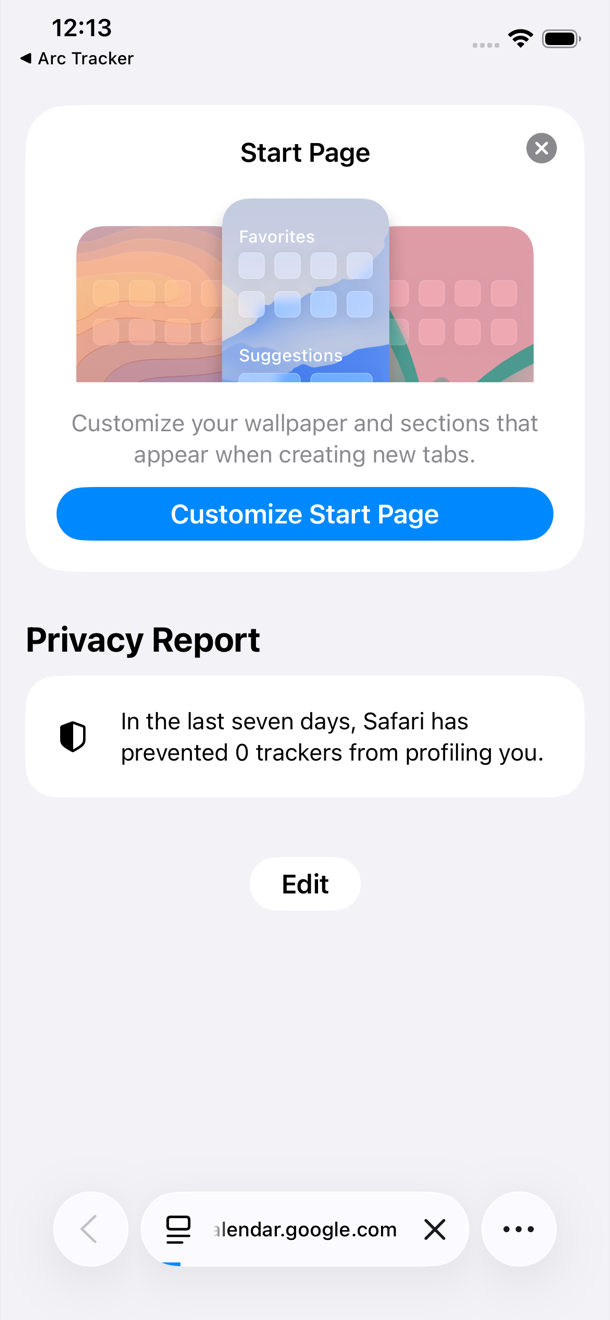 12:13
◀ Arc Tracker
Start Page
Favorites
Suggestions
Customize your wallpaper and sections that
appear when creating new tabs.
Customize Start Page
Privacy Report
In the last seven days, Safari has
prevented 0 trackers from profiling you.
Edit
alendar.google.com